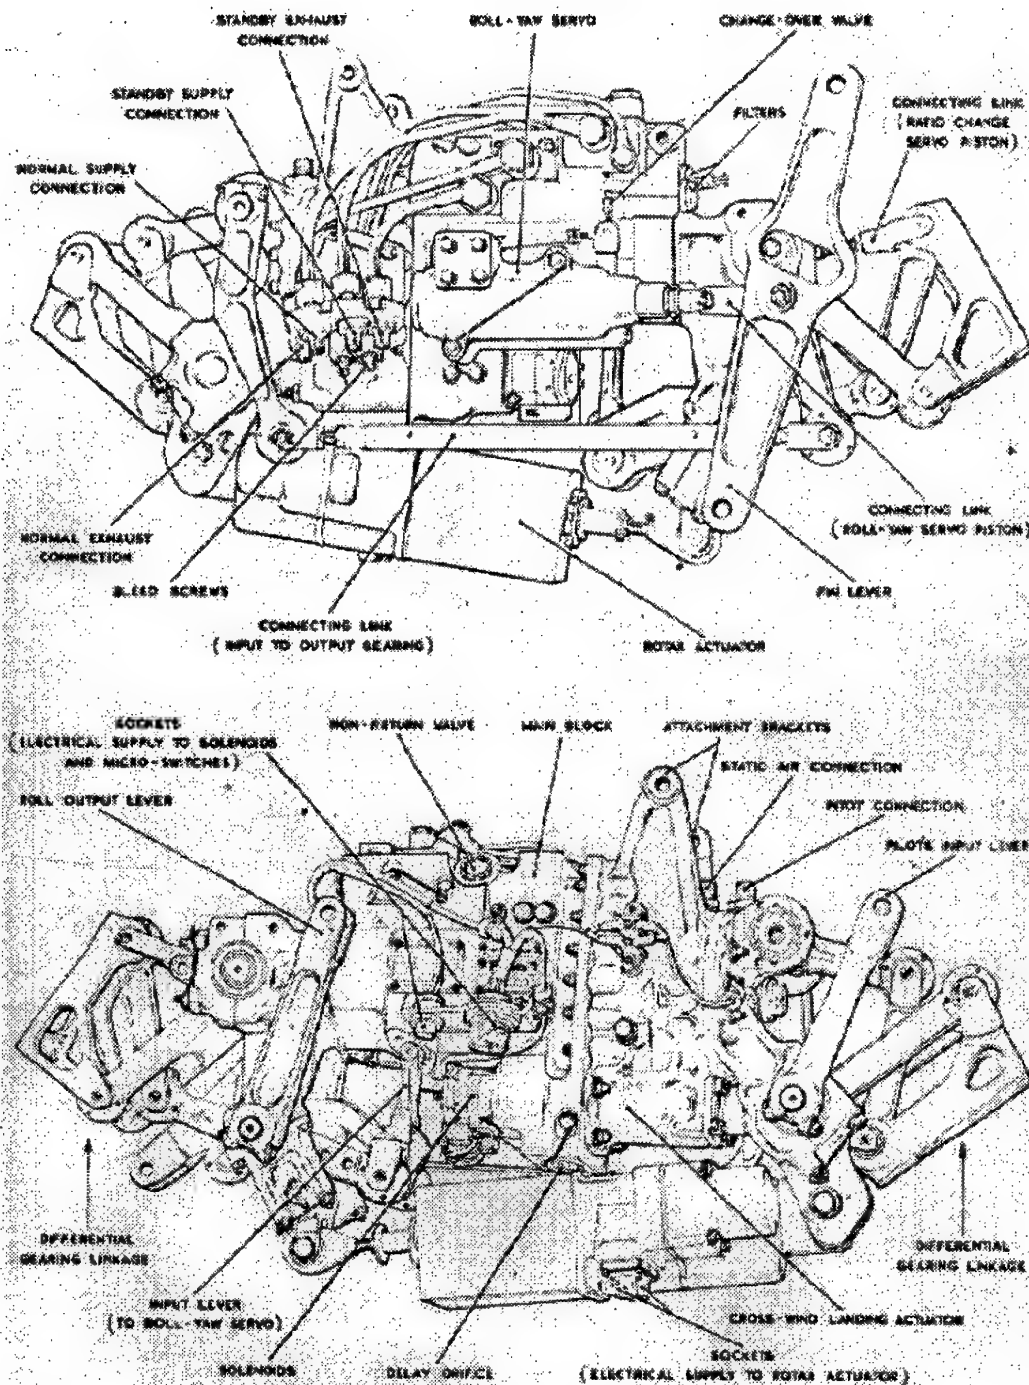 STANDBY EXHAUST
CONNECTION
ROLL-YAW SERVO
CHANGE-OVER VALVE
STANDBY SUPPLY
CONNECTION
FILTERS
CONNECTING LINK
(RATIO CHANGE
SERVO PISTON)
NORMAL SUPPLY
CONNECTION
NORMAL EXHAUST
CONNECTION
BLEED SCREWS
CONNECTING LINK
(INPUT TO OUTPUT GEARING)
ROTAX ACTUATOR
CONNECTING LINK
(ROLL-YAW SERVO PISTON)
FIN LEVER
SOCKETS
(ELECTRICAL SUPPLY TO SOLENOIDS
AND MICRO-SWITCHES)
NON-RETURN VALVE
MAIN BLOCK
ATTACHMENT BRACKETS
STATIC AIR CONNECTION
ROLL OUTPUT LEVER
PITOT CONNECTION
PILOTS INPUT LEVER
DIFFERENTIAL
GEARING LINKAGE
DIFFERENTIAL
GEARING LINKAGE
INPUT LEVER
(TO ROLL-YAW SERVO)
CROSS-WIND LANDING ACTUATOR
SOLENOIDS
DELAY ORIFICE
SOCKETS
(ELECTRICAL SUPPLY TO ROTAX ACTUATOR)